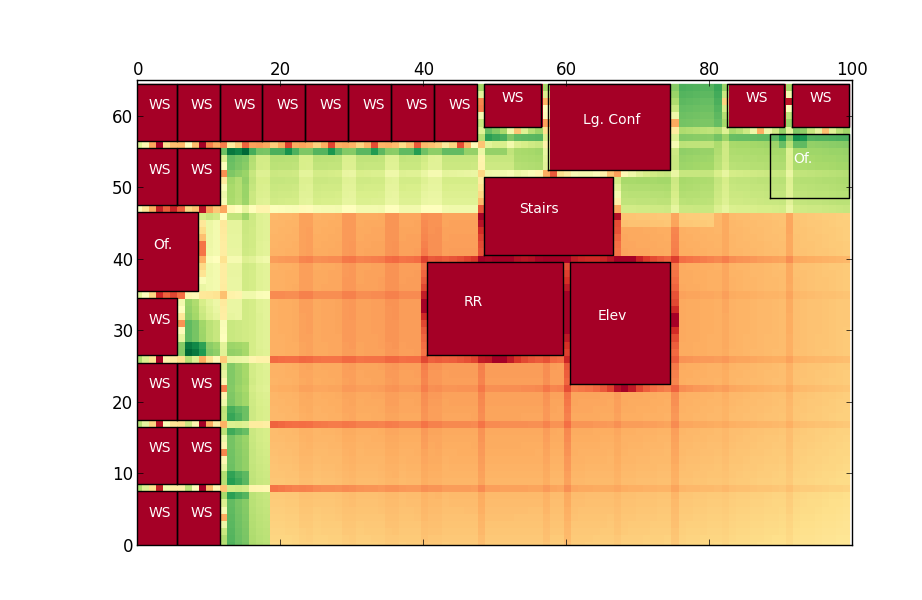 0 20 40 60 80 100
60 WS WS WS WS WS WS WS WS WS Lg. Conf WS WS
WS WS Of.
50
Stairs
40 Of.
30 WS RR Elev
20 WS WS
10 WS WS
WS WS
0